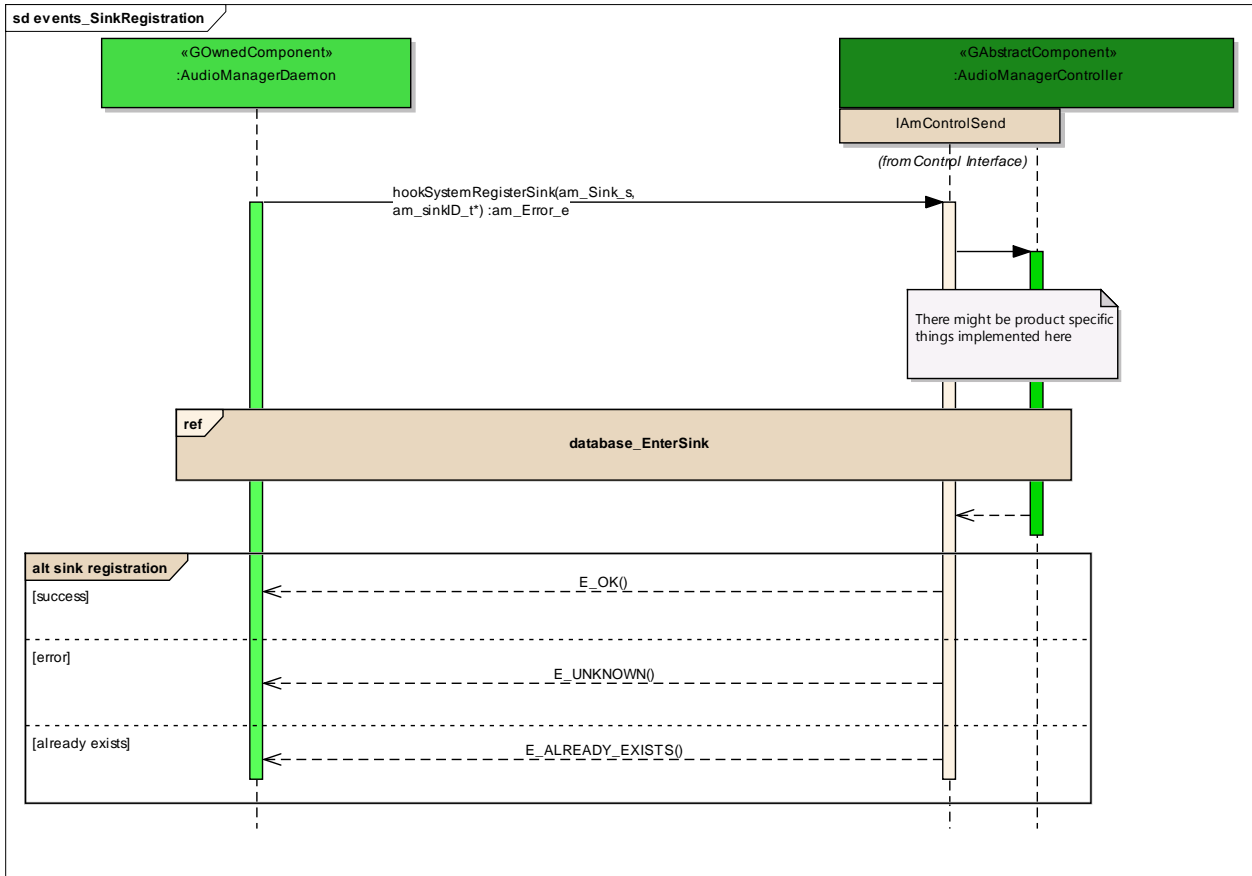 sd events_SinkRegistration
«GOwnedComponent»
:AudioManagerDaemon
«GAbstractComponent»
:AudioManagerController
IAmControlSend
(from Control Interface)
hookSystemRegisterSink(am_Sink_s,
am_sinkID_t*) :am_Error_e
There might be product specific
things implemented here
ref
database_EnterSink
alt sink registration
[success]
E_OK()
[error]
E_UNKNOWN()
[already exists]
E_ALREADY_EXISTS()